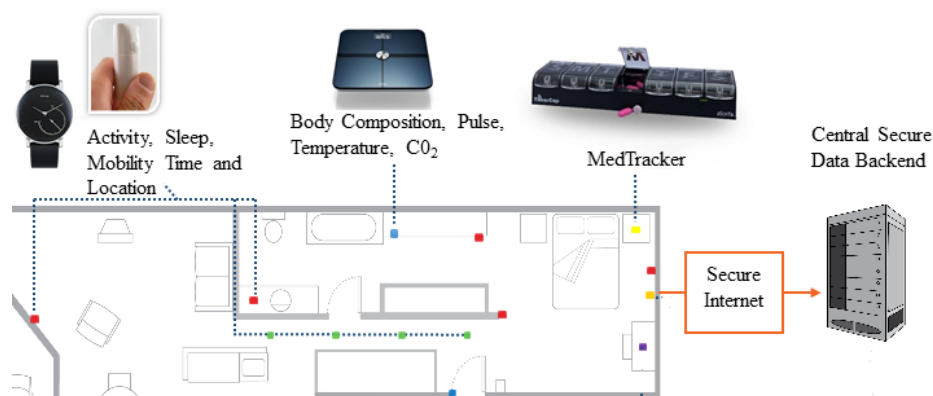 Activity, Sleep,
Mobility Time and
Location
Body Composition, Pulse,
Temperature, C0₂
MedTracker
Central Secure
Data Backend
Secure
Internet